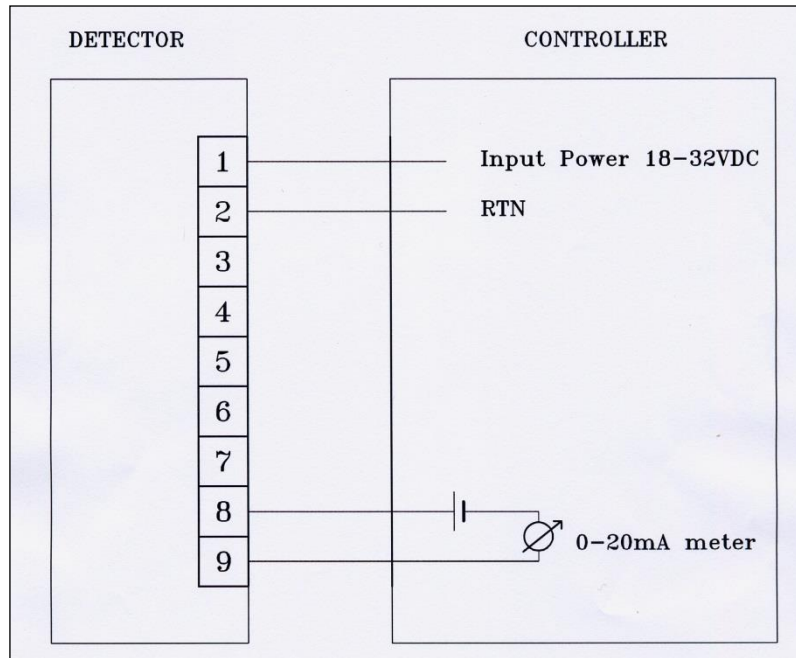 DETECTOR CONTROLLER
1 Input Power 18-32VDC
2 RTN
3
4
5
6
7
8
9 0-20mA meter